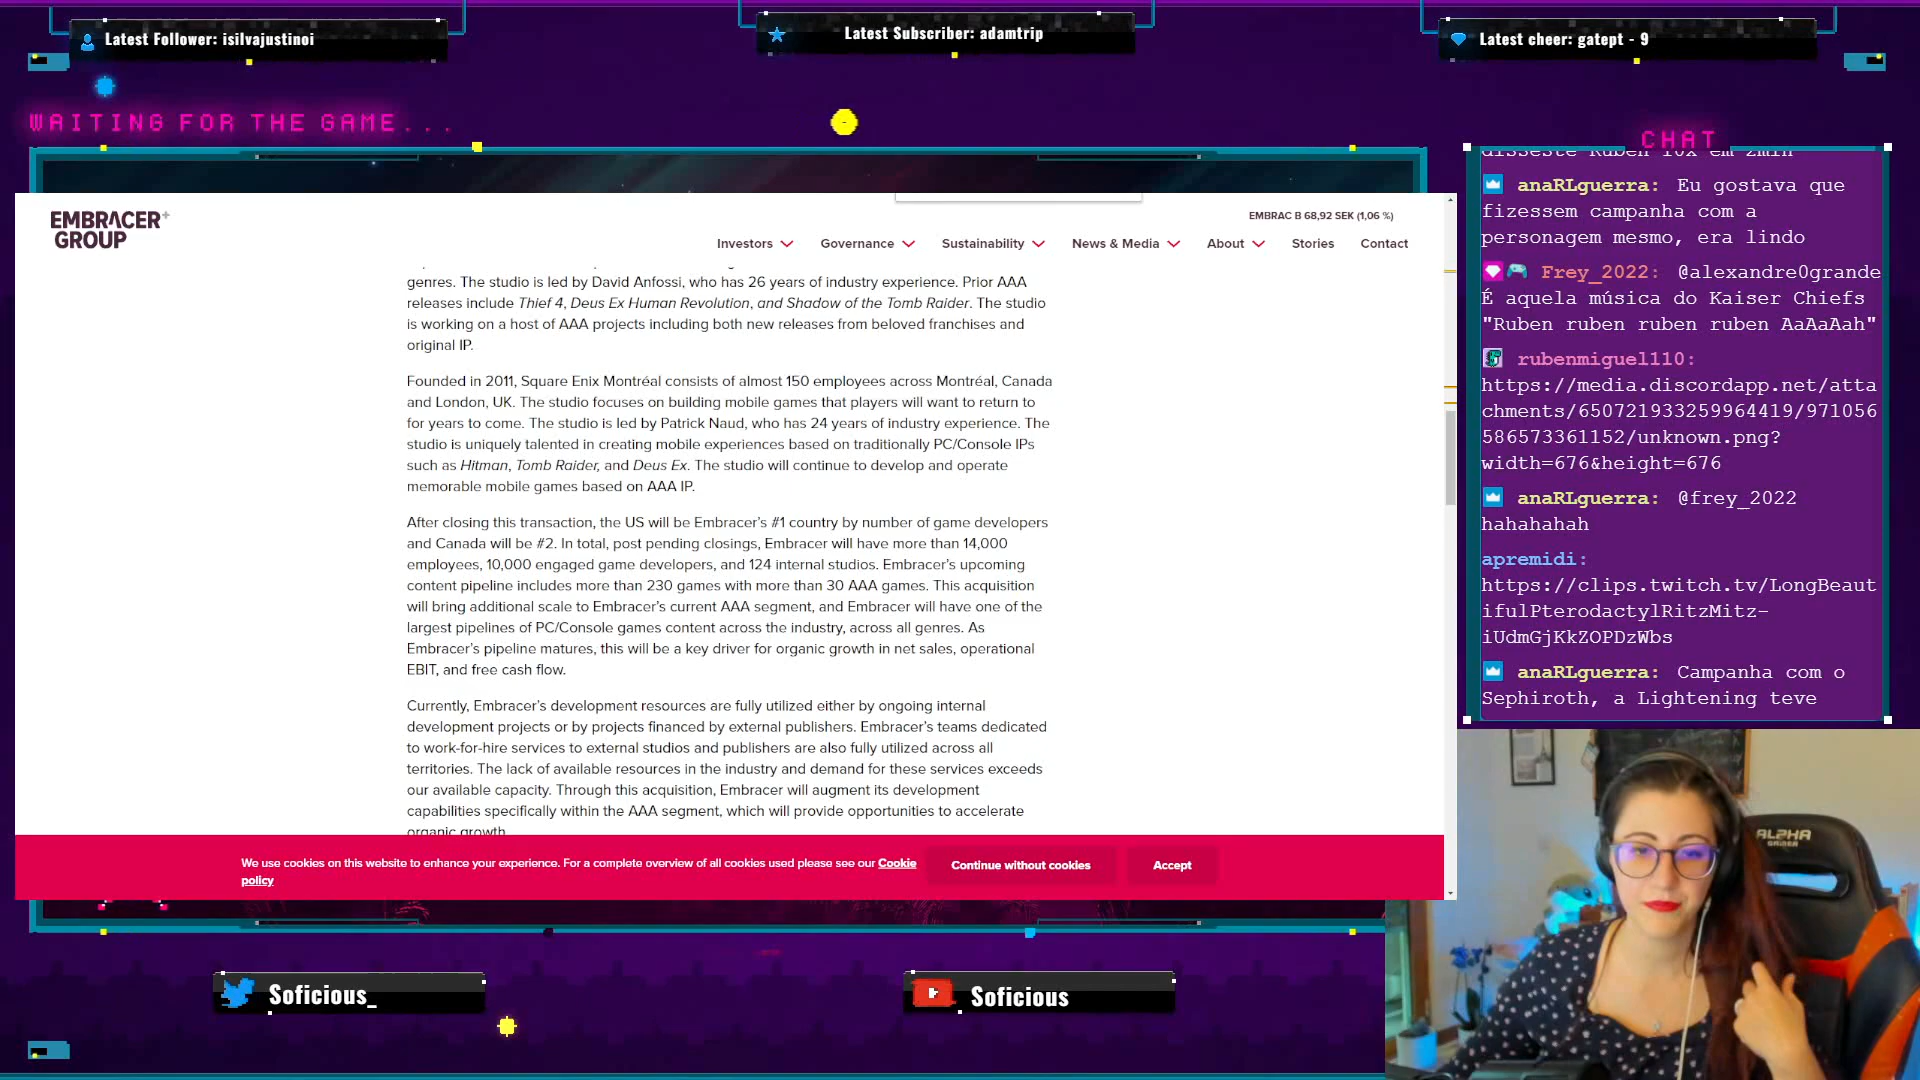 Latest Follower: isilvajustinoi
Latest Subscriber: adamtrip
Latest cheer: gatept - 9
WAITING FOR THE GAME...
EMBRACER+
GROUP
EMBRAC B 68,92 SEK (1,06 %)
Investors
Governance
Sustainability
News & Media
About
Stories
Contact
genres. The studio is led by David Anfossi, who has 26 years of industry experience. Prior AAA
releases include Thief 4, Deus Ex Human Revolution, and Shadow of the Tomb Raider. The studio
is working on a host of AAA projects including both new releases from beloved franchises and
original IP.
Founded in 2011, Square Enix Montréal consists of almost 150 employees across Montréal, Canada
and London, UK. The studio focuses on building mobile games that players will want to return to
for years to come. The studio is led by Patrick Naud, who has 24 years of industry experience. The
studio is uniquely talented in creating mobile experiences based on traditionally PC/Console IPs
such as Hitman, Tomb Raider, and Deus Ex. The studio will continue to develop and operate
memorable mobile games based on AAA IP.
After closing this transaction, the US will be Embracer's #1 country by number of game developers
and Canada will be #2. In total, post pending closings, Embracer will have more than 14,000
employees, 10,000 engaged game developers, and 124 internal studios. Embracer's upcoming
content pipeline includes more than 230 games with more than 30 AAA games. This acquisition
will bring additional scale to Embracer's current AAA segment, and Embracer will have one of the
largest pipelines of PC/Console games content across the industry, across all genres. As
Embracer's pipeline matures, this will be a key driver for organic growth in net sales, operational
EBIT, and free cash flow.
Currently, Embracer's development resources are fully utilized either by ongoing internal
development projects or by projects financed by external publishers. Embracer's teams dedicated
to work-for-hire services to external studios and publishers are also fully utilized across all
territories. The lack of available resources in the industry and demand for these services exceeds
our available capacity. Through this acquisition, Embracer will augment its development
capabilities specifically within the AAA segment, which will provide opportunities to accelerate
organic growth.
We use cookies on this website to enhance your experience. For a complete overview of all cookies used please see our Cookie
policy
Continue without cookies
Accept
CHAT
disseste Ruben 10x em 2min
anaRLguerra: Eu gostava que
fizessem campanha com a
personagem mesmo, era lindo
Frey_2022: @alexandre0grande
É aquela música do Kaiser Chiefs
"Ruben ruben ruben ruben AaAaAah"
rubenmiguel110:
https://media.discordapp.net/atta
chments/650721933259964419/971056
586573361152/unknown.png?
width=676&height=676
anaRLguerra: @frey_2022
hahahahah
apremidi:
https://clips.twitch.tv/LongBeaut
ifulPterodactylRitzMitz-
iUdmGjKkZOPDzWbs
anaRLguerra: Campanha com o
Sephiroth, a Lightening teve
ALPHA
GAMER
Soficious_
Soficious